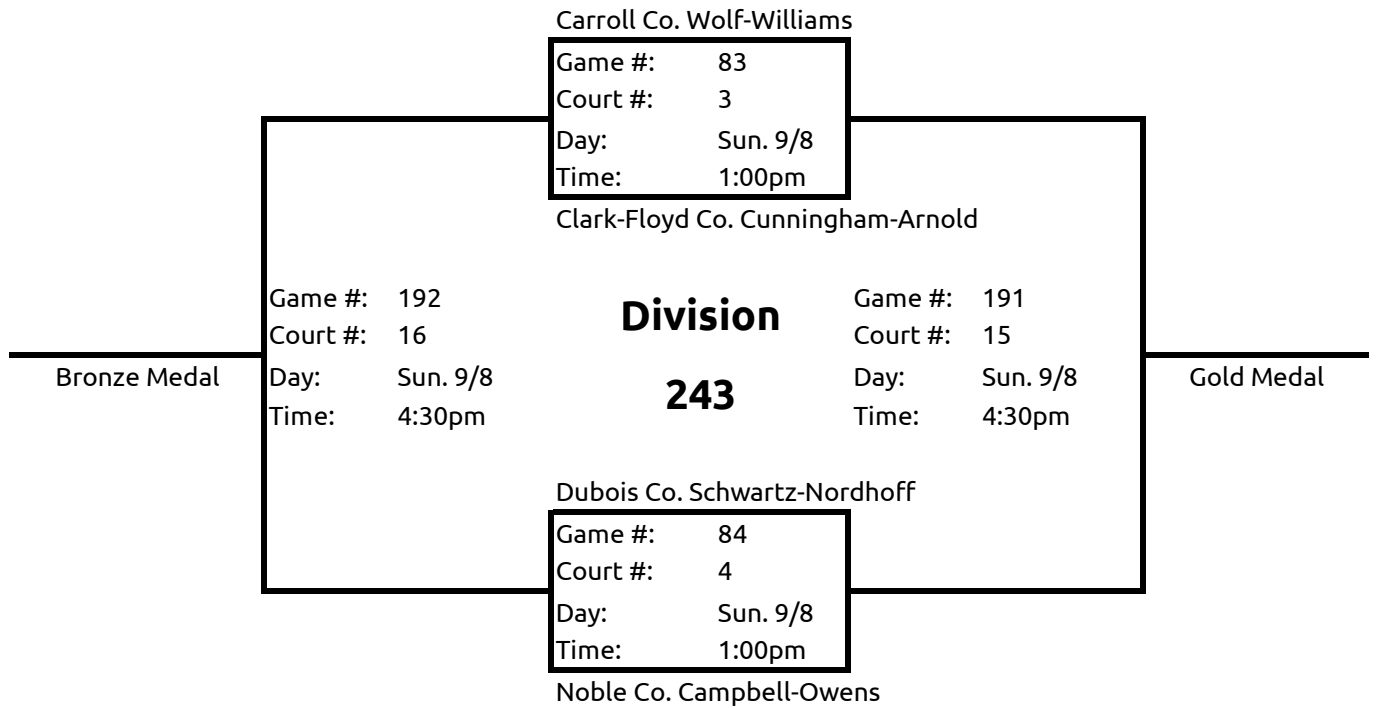 Carroll Co. Wolf-Williams
Game #: 83
Court #: 3
Day: Sun. 9/8
Time: 1:00pm
Clark-Floyd Co. Cunningham-Arnold
Game #: 192
Court #: 16
Day: Sun. 9/8
Time: 4:30pm
Bronze Medal
Division
243
Game #: 191
Court #: 15
Day: Sun. 9/8
Time: 4:30pm
Gold Medal
Dubois Co. Schwartz-Nordhoff
Game #: 84
Court #: 4
Day: Sun. 9/8
Time: 1:00pm
Noble Co. Campbell-Owens